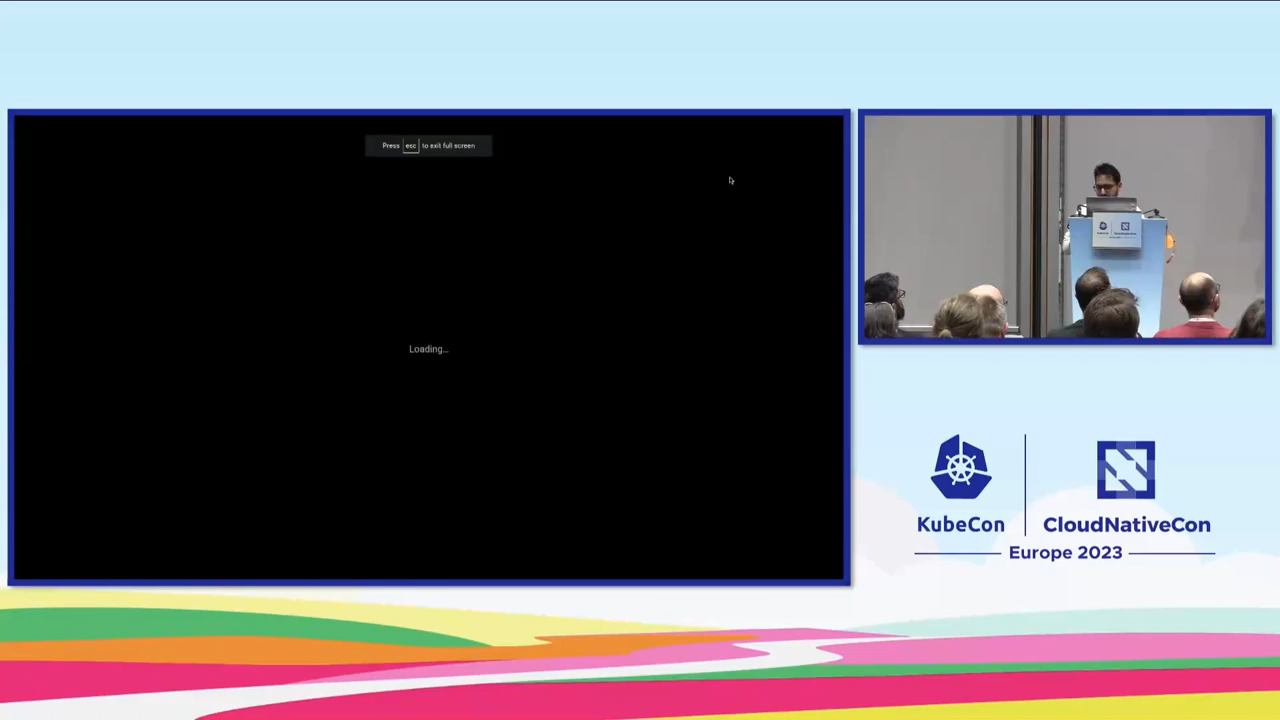 Press esc to exit full screen
Loading...
KubeCon
CloudNativeCon
Europe 2023